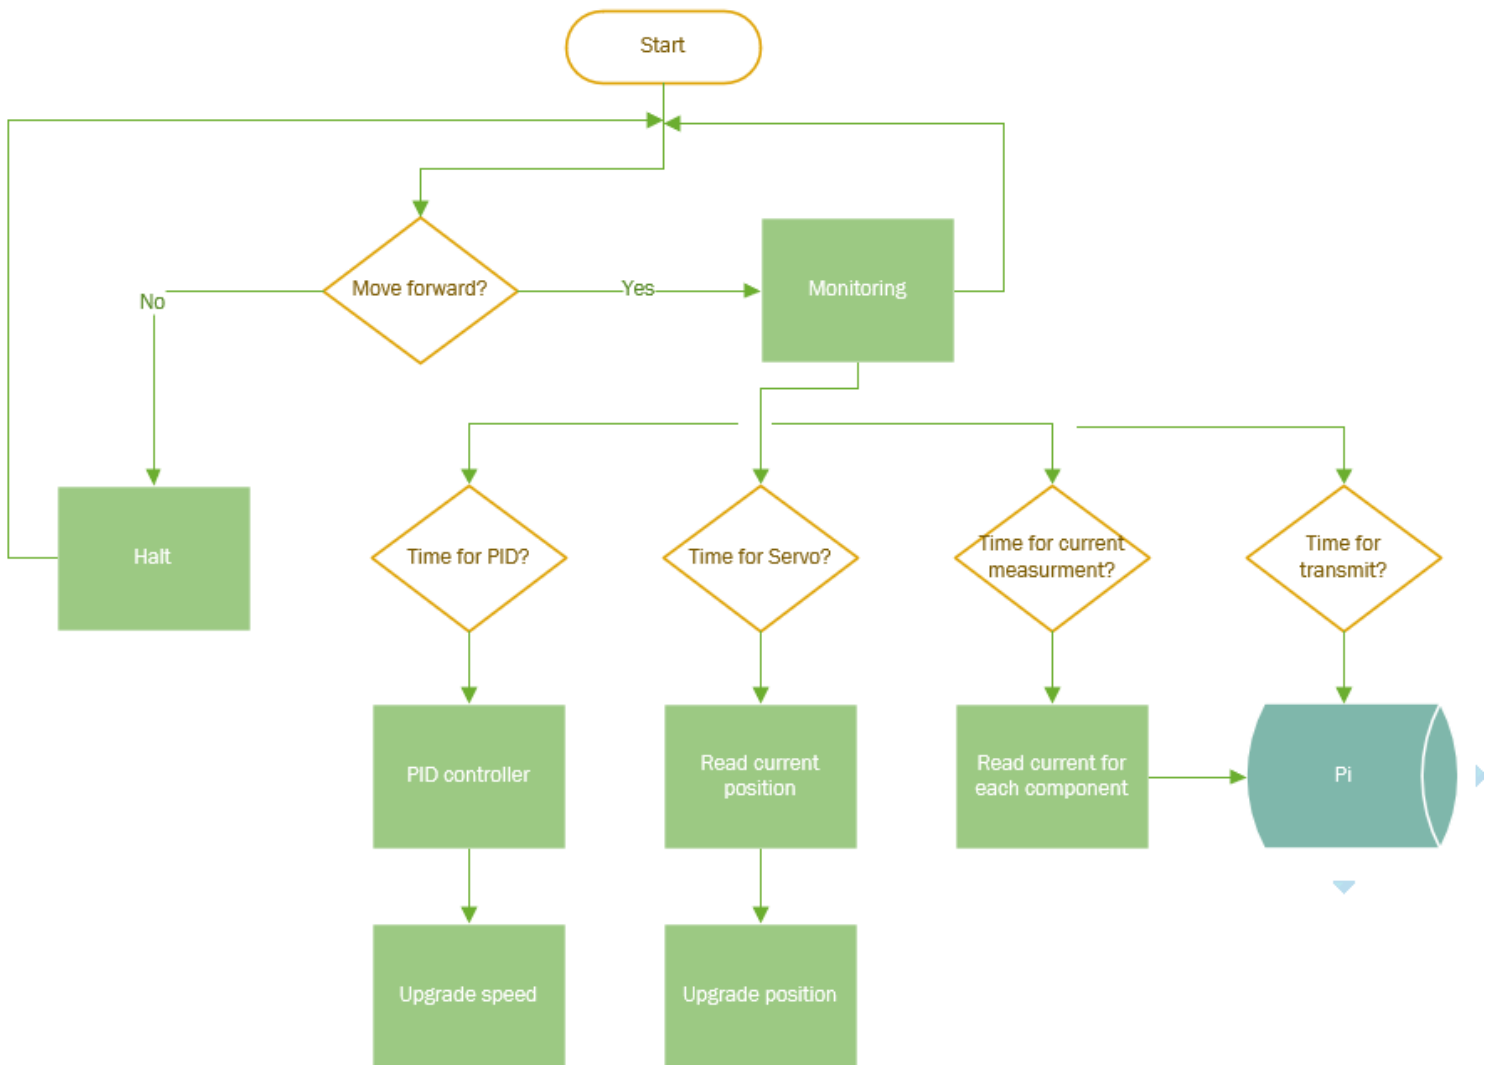 Start
Move forward?
Yes
Monitoring
No
Halt
Time for PID?
Time for Servo?
Time for current
measurment?
Time for
transmit?
PID controller
Read current
position
Read current for
each component
Pi
Upgrade speed
Upgrade position